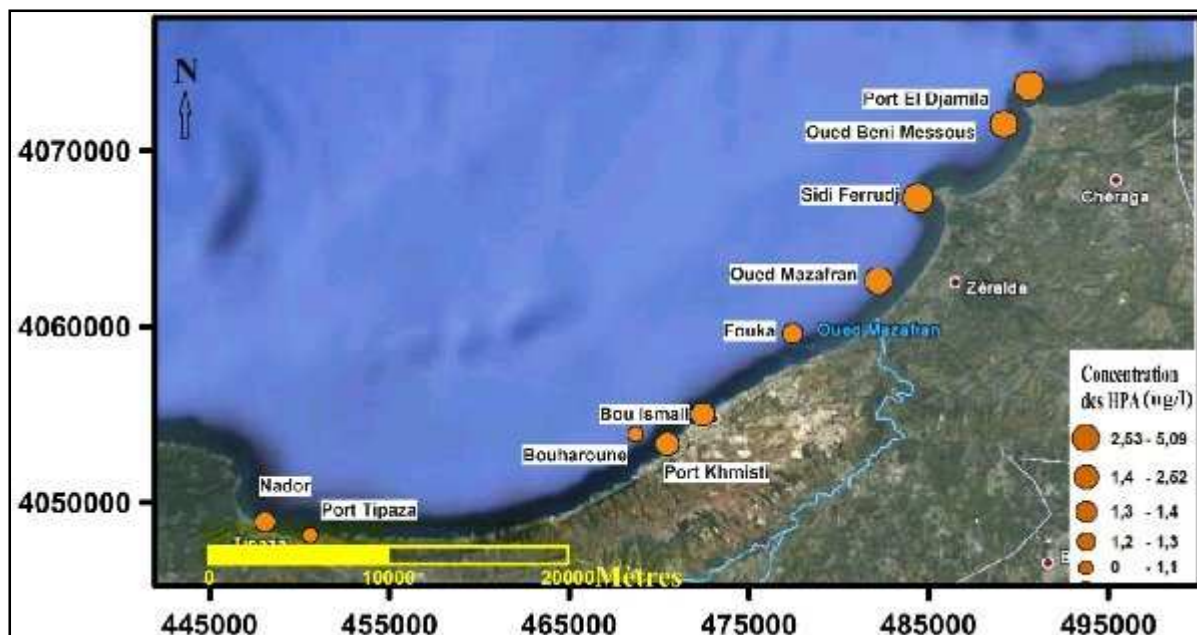 N
4070000
4060000
4050000
Port El Djamila
Oued Beni Messous
Chéraga
Sidi Ferrudj
Oued Mazafran
Zéralda
Fouka
Oued Mazafran
Bou Ismail
Bouharoune
Port Khmisti
Nador
Port Tipaza
Tipaza
0 10000 20000 Mètres
Concentration
des HPA (ng/l)
2,53 - 5,09
1,4 - 2,52
1,3 - 1,4
1,2 - 1,3
0 - 1,1
445000 455000 465000 475000 485000 495000